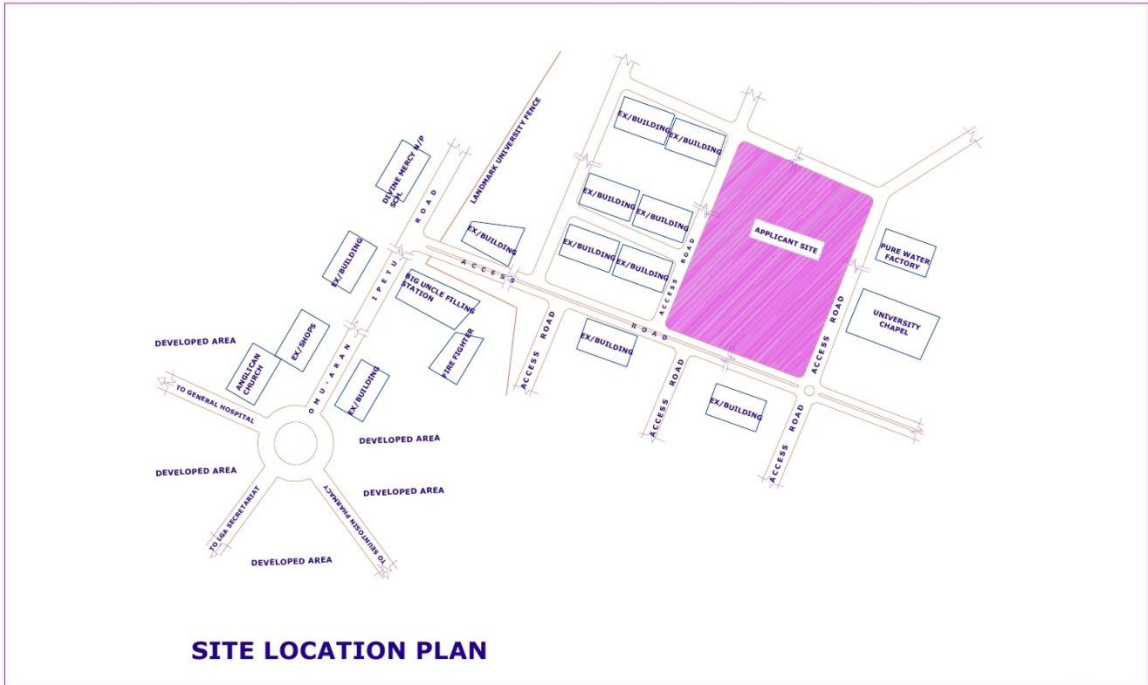 EX/BUILDING
EX/BUILDING
DIVINE MERCY N/P
SCH.
LANDMARK UNIVERSITY FENCE
EX/BUILDING
EX/BUILDING
ROAD
EX/BUILDING
EX/BUILDING
EX/BUILDING
ACCESS ROAD
APPLICANT SITE
PURE WATER
FACTORY
EX/BUILDING
EX/BUILDING
ACCESS
ROAD
OMU-ARAN IPETU
BIG UNCLE FILLING
STATION
FIRE FIGHTER
ACCESS ROAD
EX/BUILDING
ACCESS ROAD
ACCESS ROAD
UNIVERSITY
CHAPEL
DEVELOPED AREA
ANGLICAN
CHURCH
EX/SHOPS
EX/BUILDING
EX/BUILDING
ACCESS ROAD
TO GENERAL HOSPITAL
DEVELOPED AREA
DEVELOPED AREA
DEVELOPED AREA
TO LGA SECRETARIAT
TO SEUNTOSIN PHARMACY
DEVELOPED AREA
SITE LOCATION PLAN